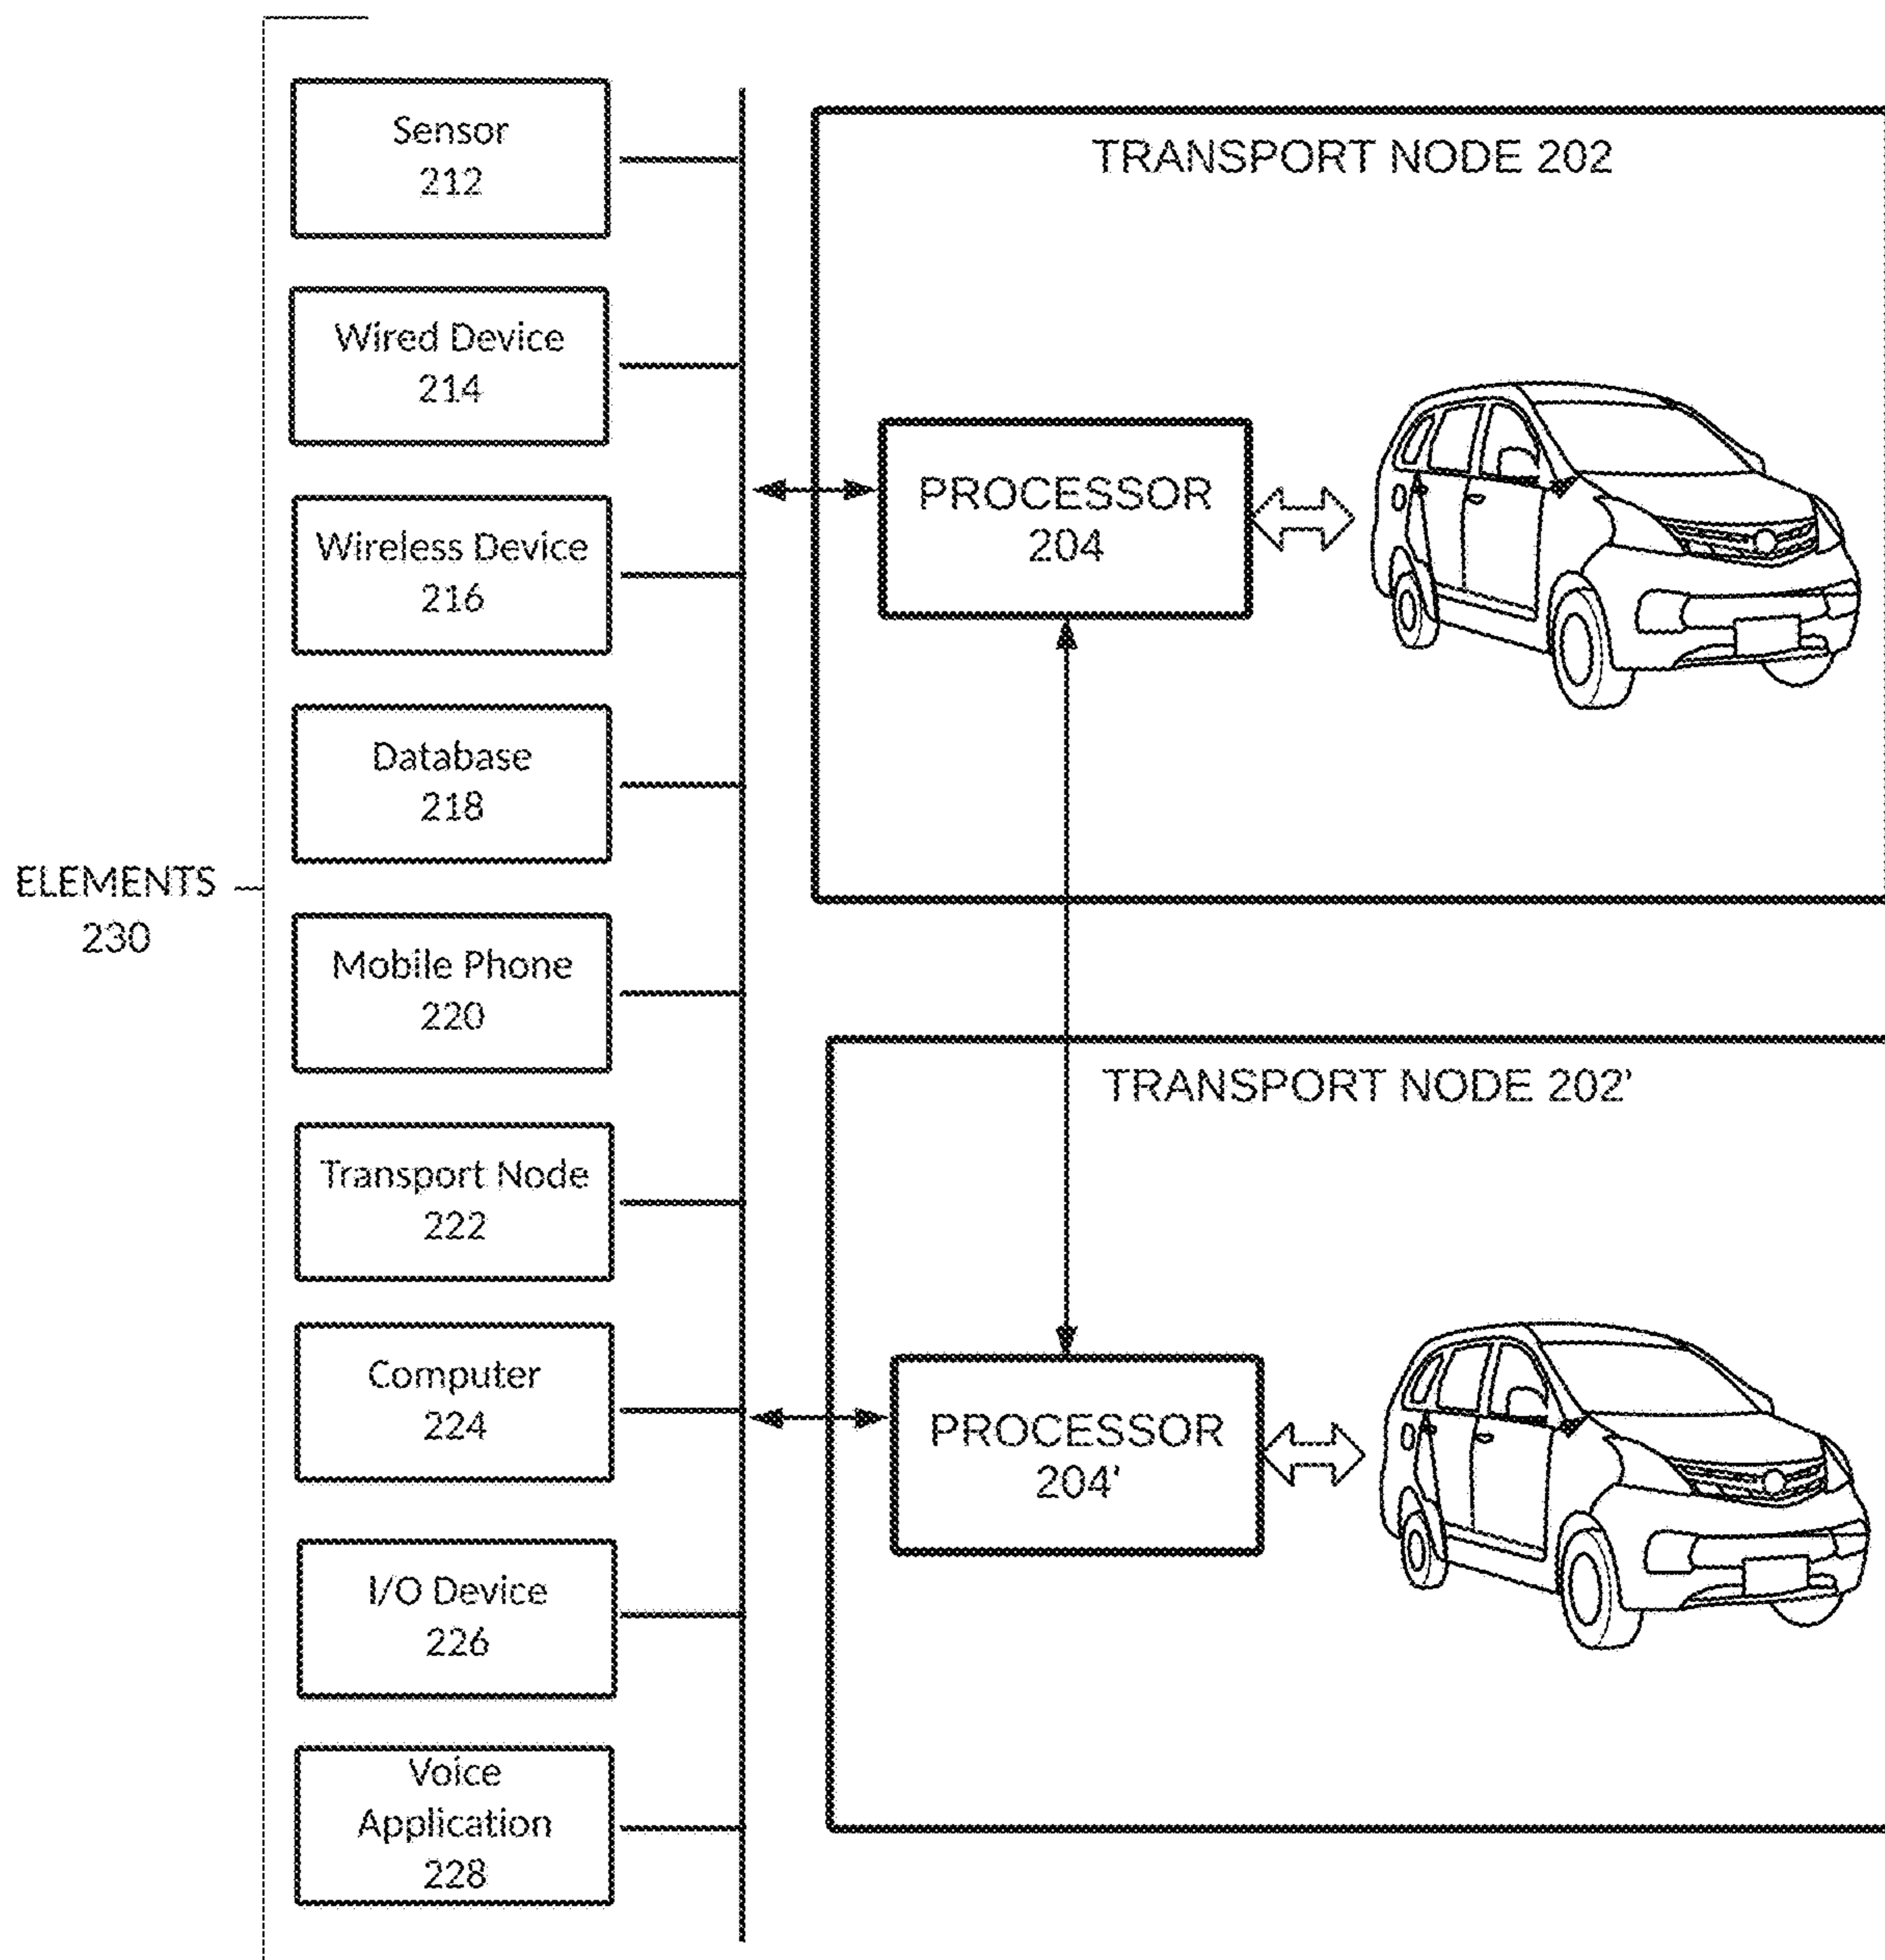 Sensor
212
Wired Device
214
Wireless Device
216
Database
218
ELEMENTS
230
Mobile Phone
220
Transport Node
222
Computer
224
I/O Device
226
Voice
Application
228
TRANSPORT NODE 202
PROCESSOR
204
TRANSPORT NODE 202'
PROCESSOR
204'